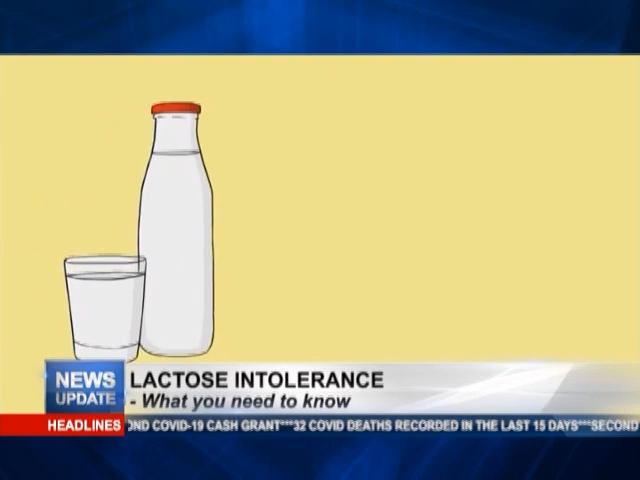 NEWS
UPDATE
LACTOSE INTOLERANCE
- What you need to know
HEADLINES
COVID-19 CASH GRANT***32 COVID DEATHS RECORDED IN THE LAST 15 DAYS***SECOND